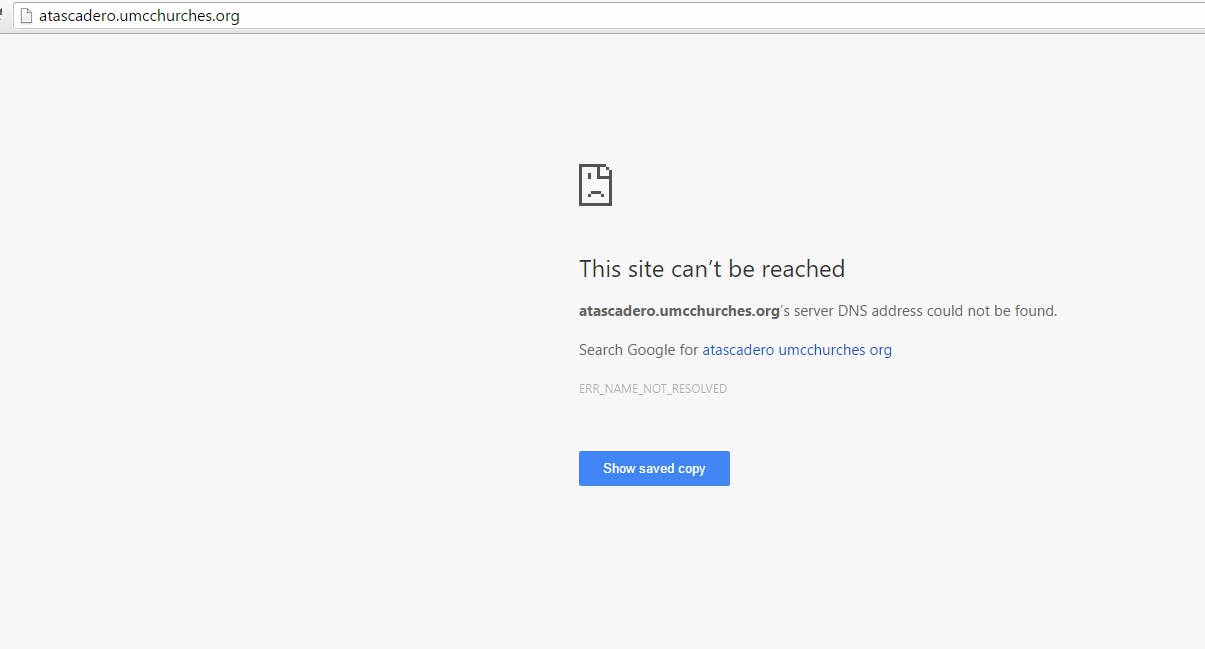 atascadero.umcchurches.org
This site can’t be reached
atascadero.umcchurches.org’s server DNS address could not be found.
Search Google for atascadero umcchurches org
ERR_NAME_NOT_RESOLVED
Show saved copy